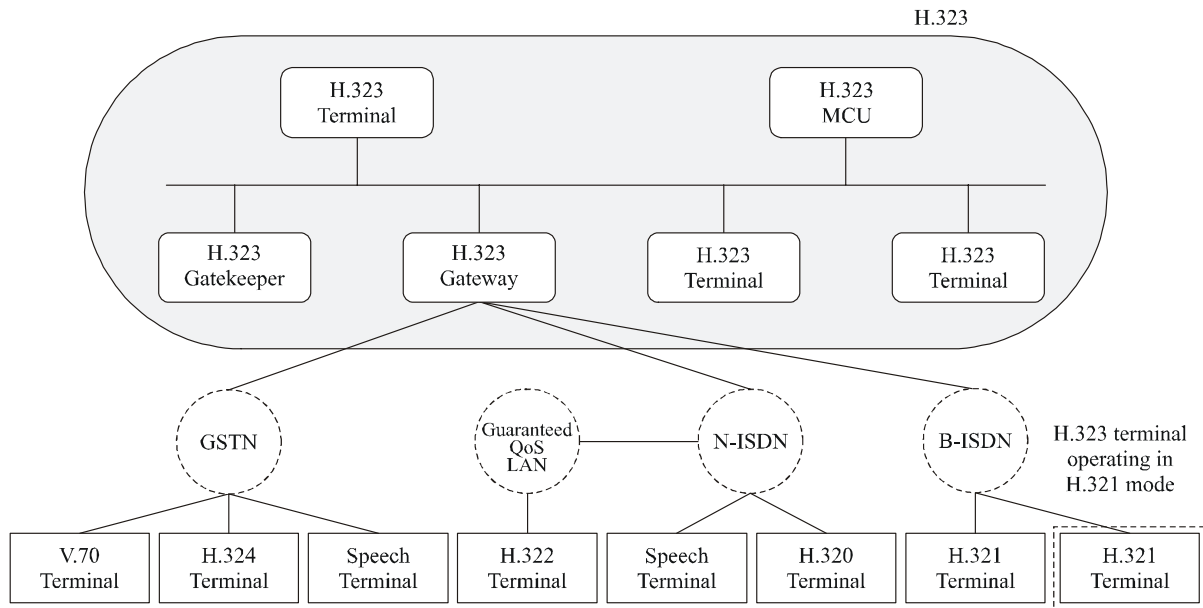 H.323
H.323
Terminal
H.323
MCU
H.323
Gatekeeper
H.323
Gateway
H.323
Terminal
H.323
Terminal
GSTN
Guaranteed
QoS
LAN
N-ISDN
B-ISDN
H.323 terminal
operating in
H.321 mode
V.70
Terminal
H.324
Terminal
Speech
Terminal
H.322
Terminal
Speech
Terminal
H.320
Terminal
H.321
Terminal
H.321
Terminal